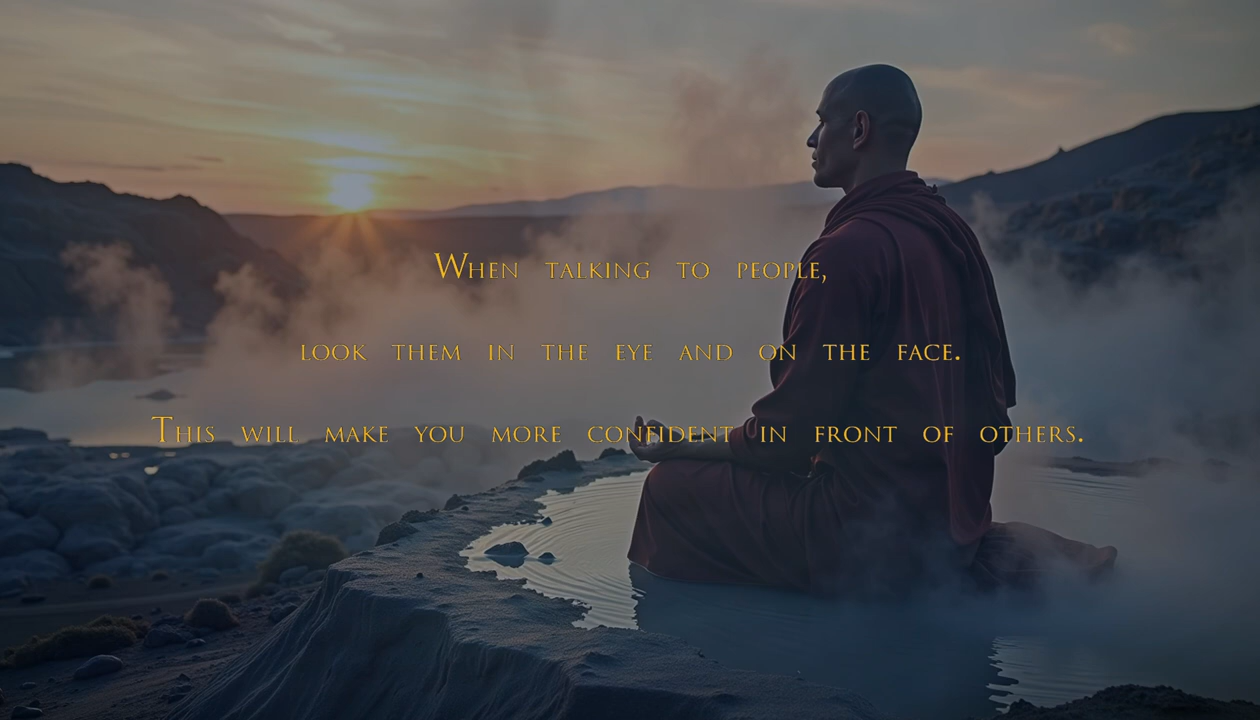 When talking to people,
look them in the eye and on the face.
This will make you more confident in front of others.